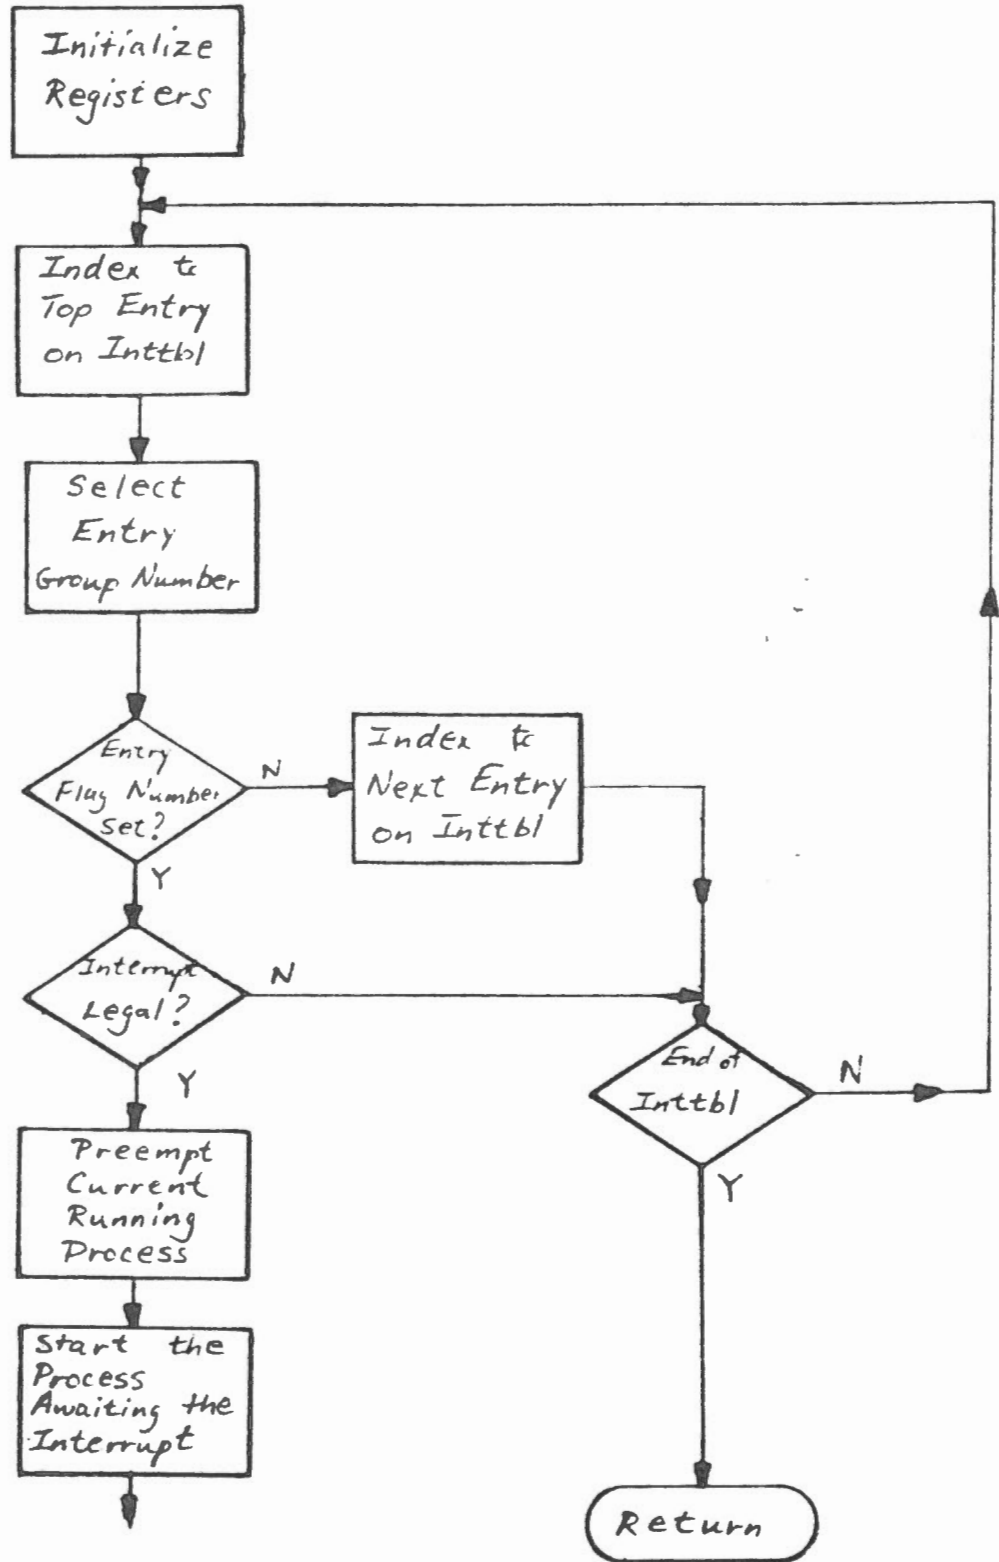 Initialize
Registers
Index to
Top Entry
on Inttbl
Select
Entry
Group Number
Entry
Flag Number
Set?
N
Index to
Next Entry
on Inttbl
Y
Interrupt
Legal?
N
Y
End of
Inttbl
N
Y
Preempt
Current
Running
Process
Start the
Process
Awaiting the
Interrupt
Return